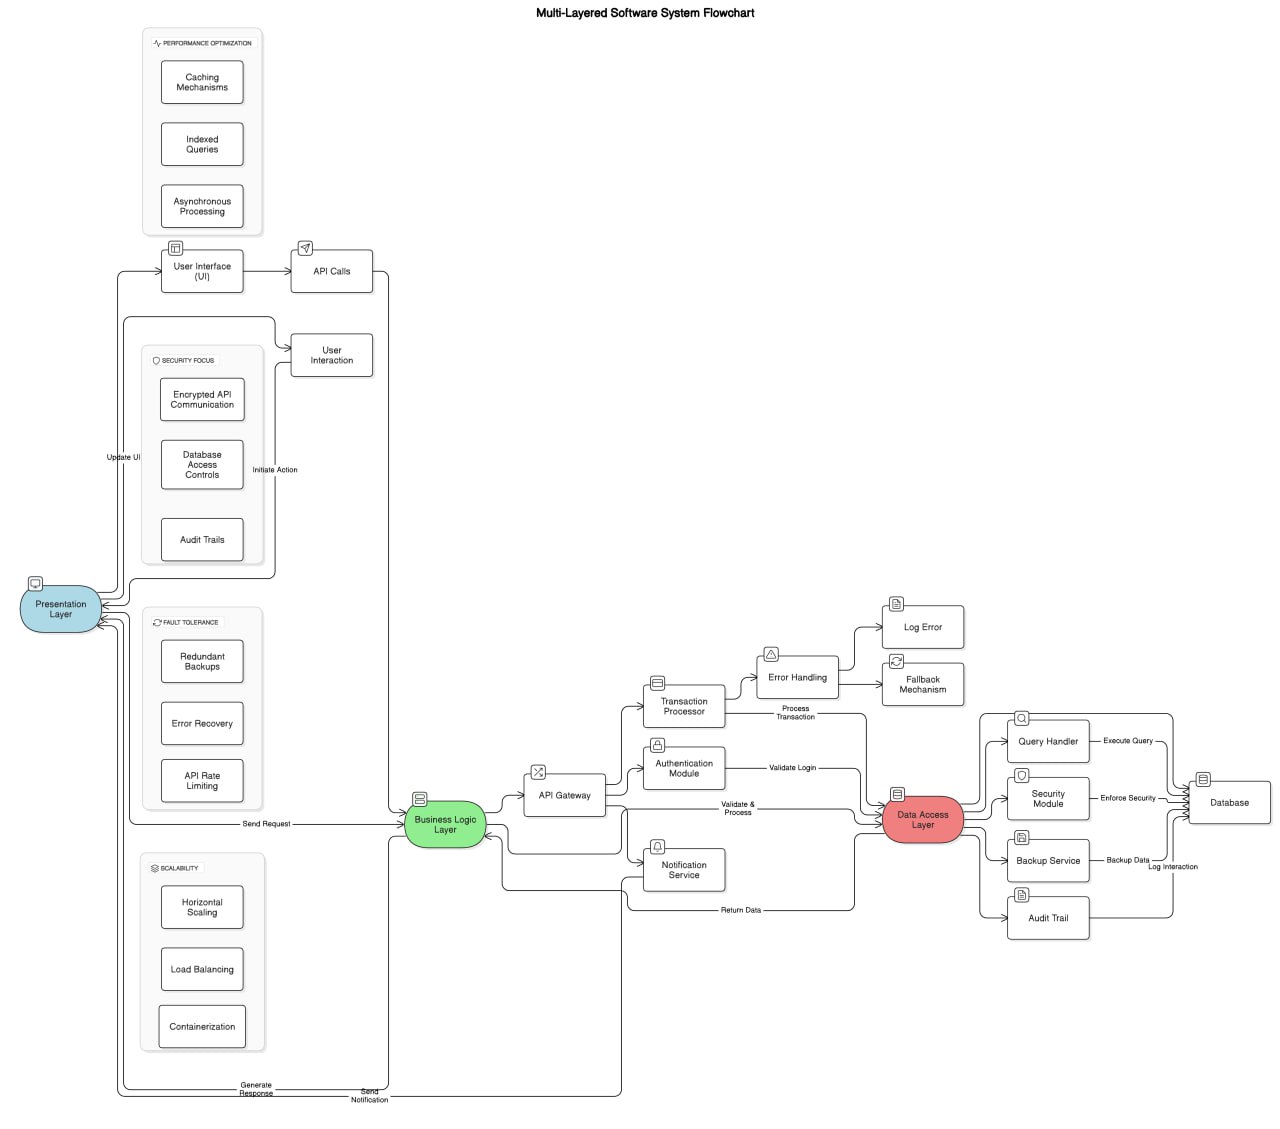 Multi-Layered Software System Flowchart
PERFORMANCE OPTIMIZATION
Caching
Mechanisms
Indexed
Queries
Asynchronous
Processing
User Interface
(UI)
API Calls
User
Interaction
SECURITY FOCUS
Encrypted API
Communication
Database
Access
Controls
Audit Trails
Update UI
Initiate Action
Presentation
Layer
FAULT TOLERANCE
Redundant
Backups
Error Recovery
API Rate
Limiting
Send Request
SCALABILITY
Horizontal
Scaling
Load Balancing
Containerization
Generate
Response
Send
Notification
Business Logic
Layer
API Gateway
Transaction
Processor
Authentication
Module
Notification
Service
Error Handling
Log Error
Fallback
Mechanism
Process
Transaction
Validate Login
Validate &
Process
Return Data
Data Access
Layer
Query Handler
Security
Module
Backup Service
Audit Trail
Execute Query
Enforce Security
Backup Data
Log Interaction
Database